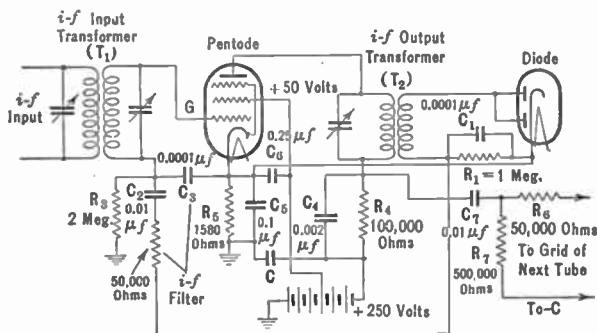 i-f Input
Transformer
(T₁)
Pentode
i-f Output
Transformer
(T₂)
Diode
+50 Volts
i-f
Input
G
0.0001μf
C₁
0.25
μf
C₆
0.0001μf
C₃
R₁ = 1 Meg.
R₃
2 Meg.
C₂
0.01
μf
R₅
1580
Ohms
C₅
0.1
μf
C₄
0.002
μf
R₄
100,000
Ohms
C₇
0.01μf
R₆
50,000
Ohms
To Grid of
Next Tube
R₇
500,000
Ohms
50,000
Ohms
i-f
Filter
C
+250 Volts
To-C